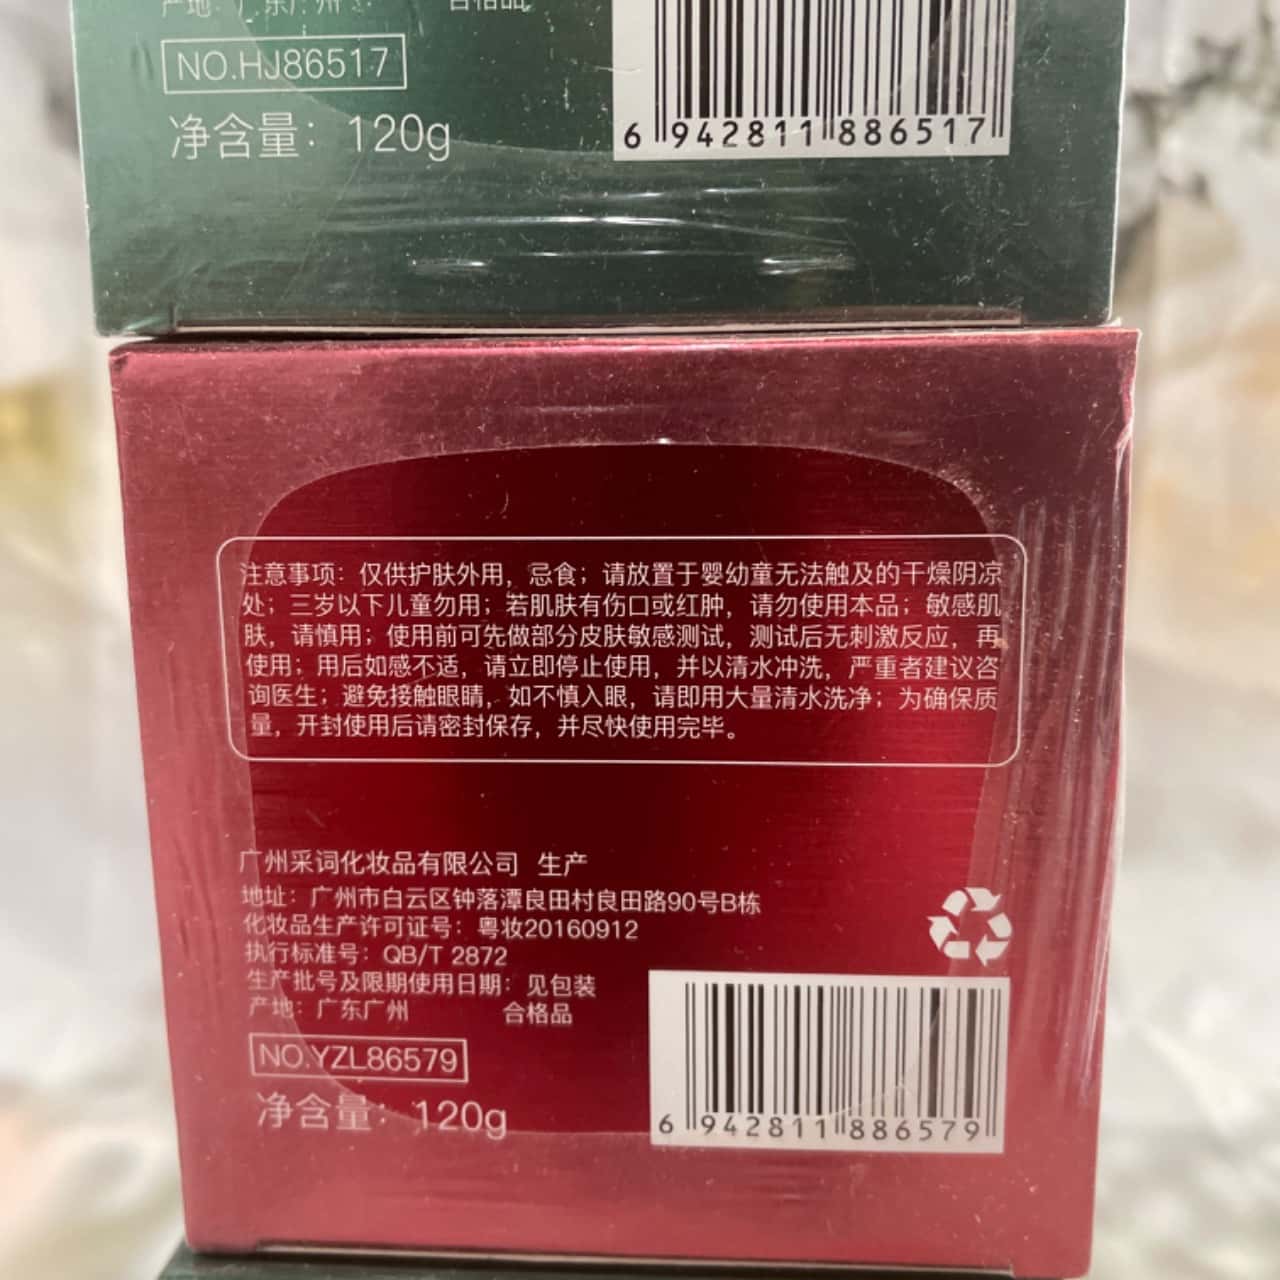 产地：广东广州
合格品
NO.HJ86517
净含量：120g
6 942811 886517
注意事项：仅供护肤外用，忌食；请放置于婴幼童无法触及的干燥阴凉
处；三岁以下儿童勿用；若肌肤有伤口或红肿，请勿使用本品；敏感肌
肤，请慎用；使用前可先做部分皮肤敏感测试，测试后无刺激反应，再
使用；用后如感不适，请立即停止使用，并以清水冲洗，严重者建议咨
询医生；避免接触眼睛，如不慎入眼，请即用大量清水洗净；为确保质
量，开封使用后请密封保存，并尽快使用完毕。
广州采词化妆品有限公司 生产
地址：广州市白云区钟落潭良田村良田路90号B栋
化妆品生产许可证号：粤妆20160912
执行标准号：QB/T 2872
生产批号及限期使用日期：见包装
产地：广东广州 合格品
NO.YZL86579
净含量：120g
6 942811 886579